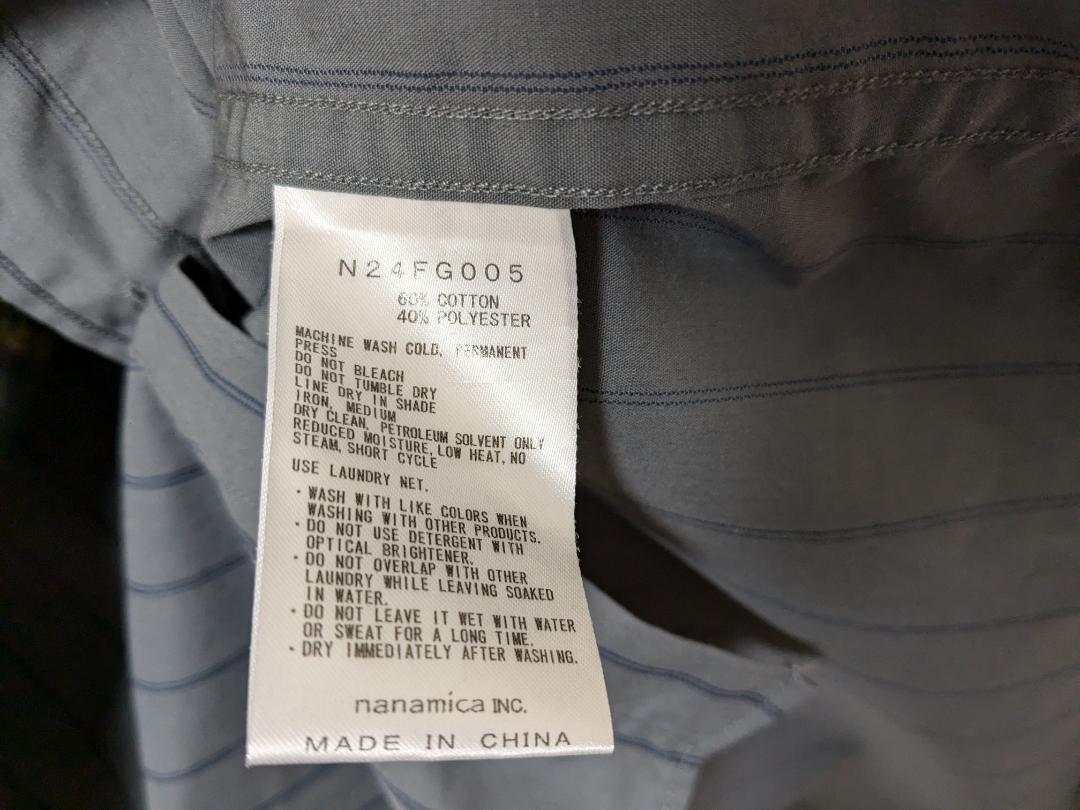 N24FG005
60% COTTON
40% POLYESTER
MACHINE WASH COLD, PERMANENT
PRESS
DO NOT BLEACH
DO NOT TUMBLE DRY
LINE DRY IN SHADE
IRON, MEDIUM
DRY CLEAN, PETROLEUM SOLVENT ONLY
REDUCED MOISTURE, LOW HEAT, NO
STEAM, SHORT CYCLE
USE LAUNDRY NET.
・WASH WITH LIKE COLORS WHEN
WASHING WITH OTHER PRODUCTS.
・DO NOT USE DETERGENT WITH
OPTICAL BRIGHTENER.
・DO NOT OVERLAP WITH OTHER
LAUNDRY WHILE LEAVING SOAKED
IN WATER.
・DO NOT LEAVE IT WET WITH WATER
OR SWEAT FOR A LONG TIME.
・DRY IMMEDIATELY AFTER WASHING.
nanamica INC.
MADE IN CHINA